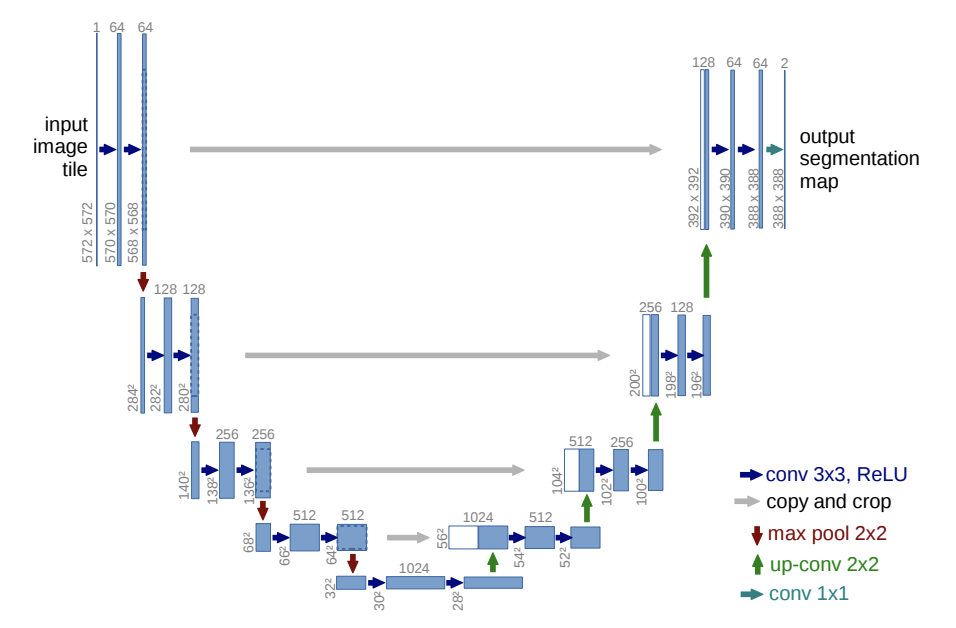 1 64 64
input
image
tile
572 x 572
570 x 570
568 x 568
128 64 64 2
output
segmentation
map
392 x 392
390 x 390
388 x 388
388 x 388
128 128
284²
282²
280²
256 128
200²
198²
196²
256 256
140²
138²
136²
512 256
104²
102²
100²
512 512
68²
66²
64²
1024 512
56²
54²
52²
1024
32²
30²
28²
conv 3x3, ReLU
copy and crop
max pool 2x2
up-conv 2x2
conv 1x1